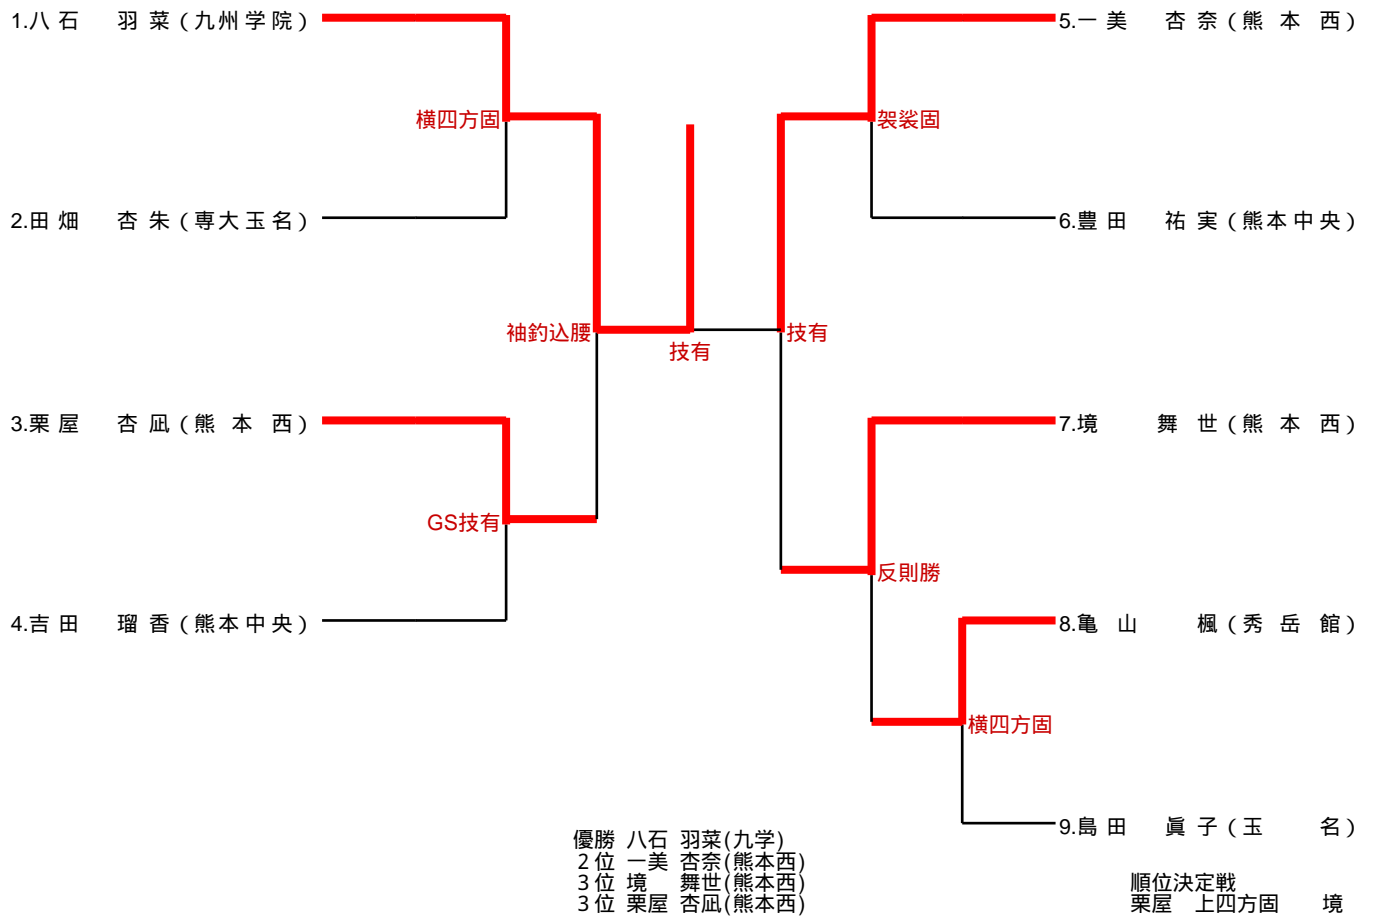 1.八石 羽菜(九州学院)
5.一美 杏奈(熊本西)
横四方固
袈裟固
2.田畑 杏朱(専大玉名)
6.豊田 祐実(熊本中央)
袖釣込腰
技有
技有
3.栗屋 杏凪(熊本西)
7.境 舞世(熊本西)
GS技有
反則勝
4.吉田 瑠香(熊本中央)
8.亀山 楓(秀岳館)
横四方固
9.島田 眞子(玉名)
優勝 八石 羽菜(九学)
2位 一美 杏奈(熊本西)
3位 境 舞世(熊本西)
3位 栗屋 杏凪(熊本西)
順位決定戦
栗屋 上四方固 境